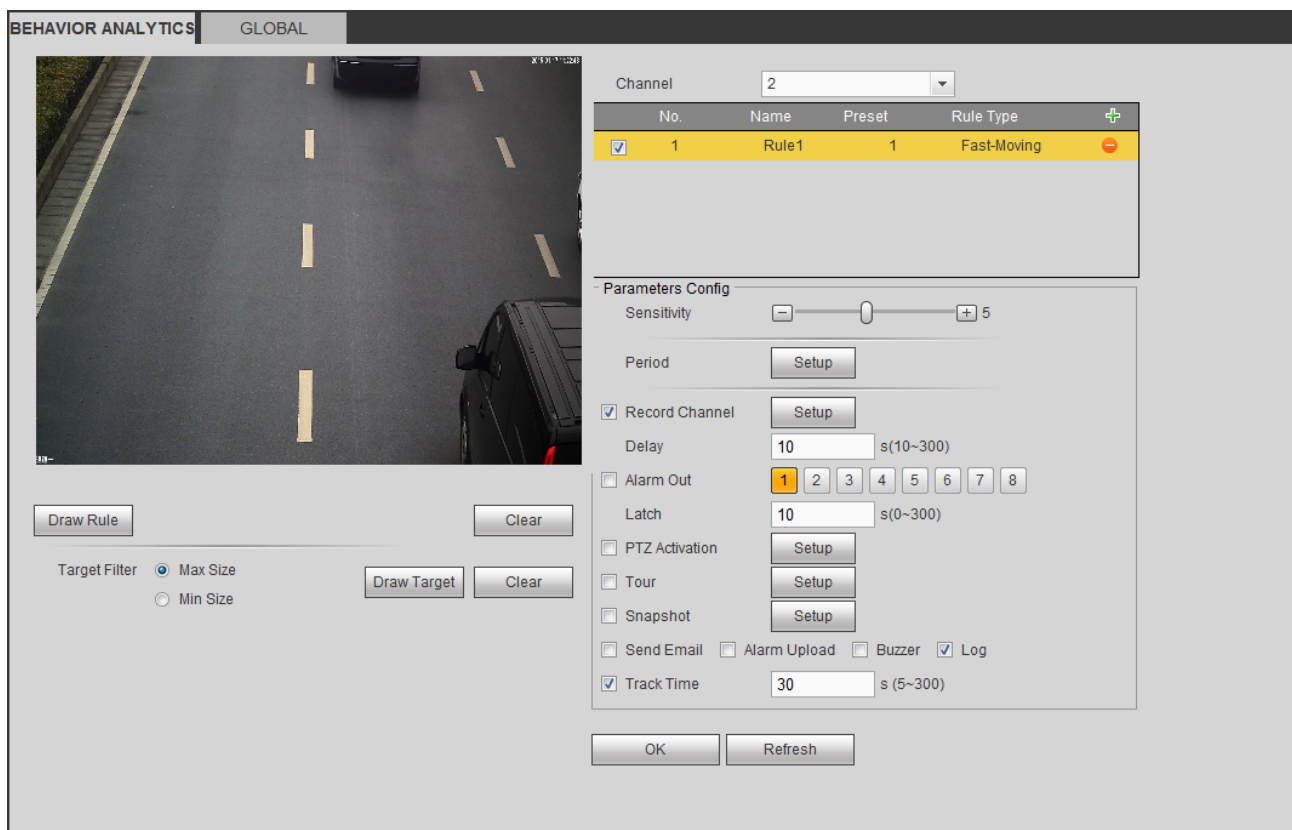 BEHAVIOR ANALYTICS GLOBAL
Channel 2
No. Name Preset Rule Type
1 Rule1 1 Fast-Moving
Parameters Config
Sensitivity 5
Period Setup
Record Channel Setup
Delay 10 s(10~300)
Alarm Out 1 2 3 4 5 6 7 8
Latch 10 s(0~300)
PTZ Activation Setup
Tour Setup
Snapshot Setup
Send Email Alarm Upload Buzzer Log
Track Time 30 s (5~300)
OK Refresh
Draw Rule Clear
Target Filter Max Size Draw Target Clear
Min Size